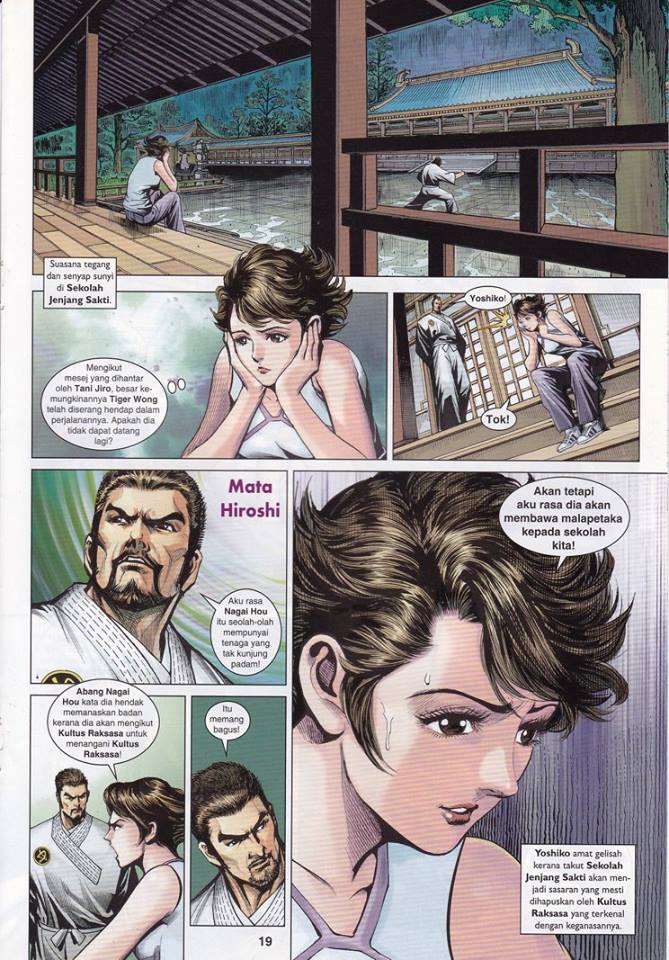 Suasana tegang
dan senyap sunyi
di Sekolah
Jenjang Sakti.
Mengikut
mesej yang dihantar
oleh Tani Jiro, besar ke-
mungkinannya Tiger Wong
telah diserang hendap dalam
perjalanannya. Apakah dia
tidak dapat datang
lagi?
Yoshiko!
Tok!
Mata
Hiroshi
Aku rasa
Nagai Hou
itu seolah-olah
mempunyai
tenaga yang
tak kunjung
padam!
Akan tetapi
aku rasa dia akan
membawa malapetaka
kepada sekolah
kita!
Abang Nagai
Hou kata dia hendak
memanaskan badan
kerana dia akan mengikut
Kultus Raksasa untuk
menangani Kultus
Raksasa!
Itu
memang
bagus!
Yoshiko amat gelisah
kerana takut Sekolah
Jenjang Sakti akan men-
jadi sasaran yang mesti
dihapuskan oleh Kultus
Raksasa yang terkenal
dengan keganasannya.
19